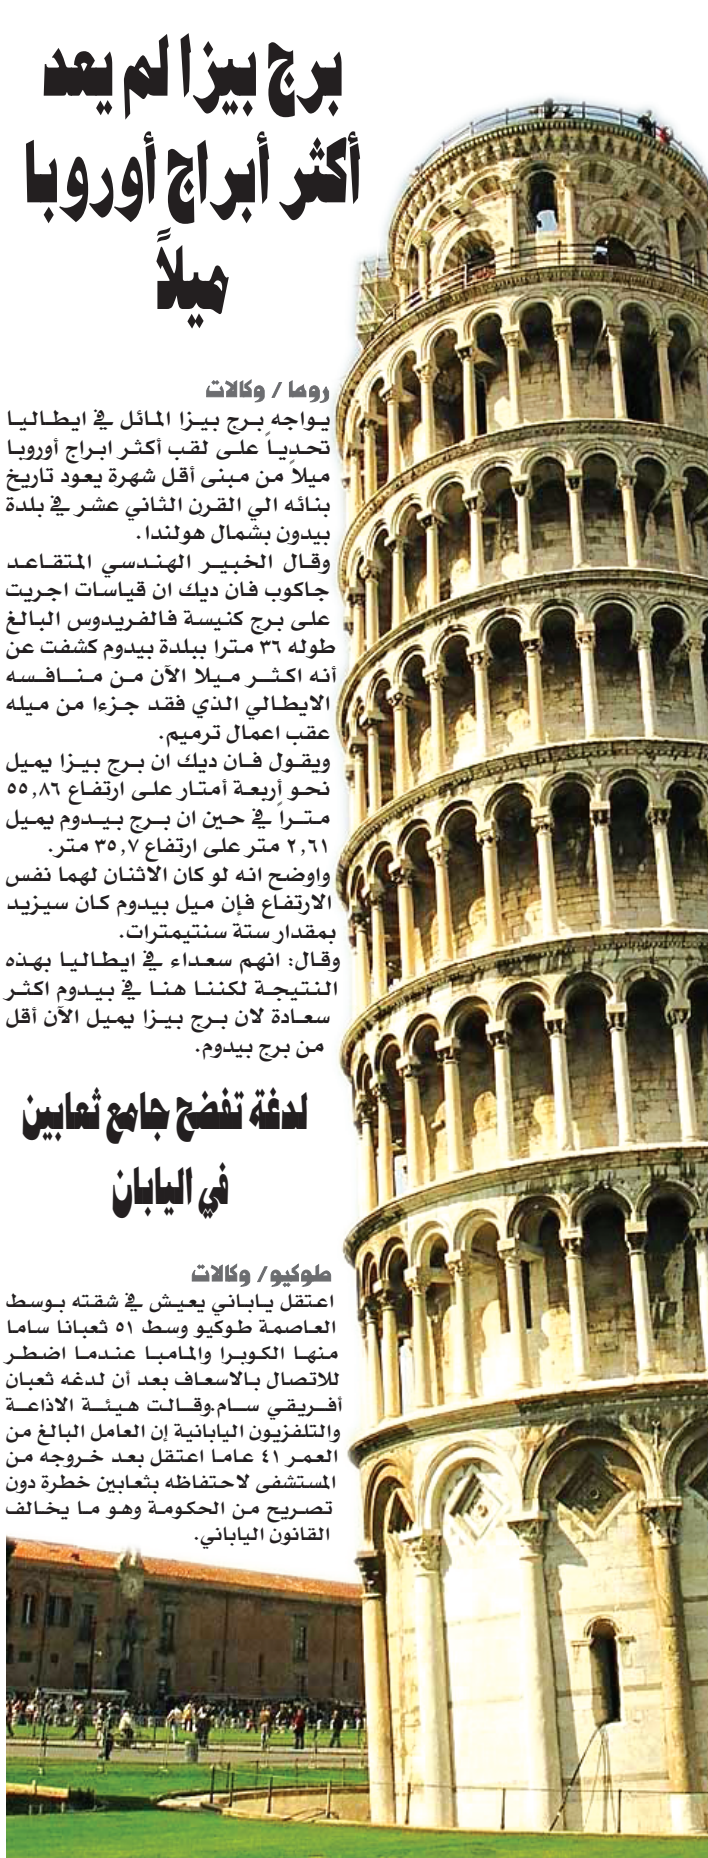 برج بيزا لم يعد
أكثر أبراج أوروبا
ميلاً
روما / وكالات
يواجه برج بيزا المائل في ايطاليا
تحدياً على لقب أكثر ابراج أوروبا
ميلاً من مبنى أقل شهرة يعود تاريخ
بنائه الي القرن الثاني عشر في بلدة
بيدون بشمال هولندا.
وقال الخبير الهندسي المتقاعد
جاكوب فان ديك ان قياسات اجريت
على برج كنيسة فالفريدوس البالغ
طوله ٣٦ مترا ببلدة بيدوم كشفت عن
أنه اكثر ميلا الآن من منافسه
الايطالي الذي فقد جزءا من ميله
عقب اعمال ترميم.
ويقول فان ديك ان برج بيزا يميل
نحو أربعة أمتار على ارتفاع ٥٥,٨٦
متراً في حين ان برج بيدوم يميل
٢,٦١ متر على ارتفاع ٣٥,٧ متر.
واوضح انه لو كان الاثنان لهما نفس
الارتفاع فإن ميل بيدوم كان سيزيد
بمقدار ستة سنتيمترات.
وقال: انهم سعداء في ايطاليا بهذه
النتيجة لكننا هنا في بيدوم اكثر
سعادة لان برج بيزا يميل الآن أقل
من برج بيدوم.
لدغة تفضح جامع ثعابين
في اليابان
طوكيو/ وكالات
اعتقل ياباني يعيش في شقته بوسط
العاصمة طوكيو وسط ٥١ ثعبانا ساما
منها الكوبرا والمامبا عندما اضطر
للاتصال بالاسعاف بعد أن لدغه ثعبان
أفريقي سام.وقالت هيئة الاذاعة
والتلفزيون اليابانية إن العامل البالغ من
العمر ٤١ عاما اعتقل بعد خروجه من
المستشفى لاحتفاظه بثعابين خطرة دون
تصريح من الحكومة وهو ما يخالف
القانون الياباني.